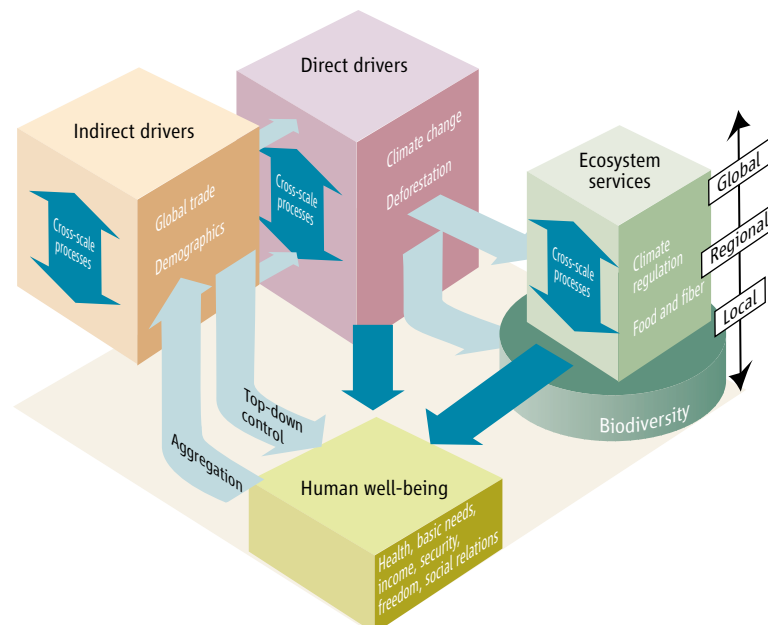 Direct drivers
Indirect drivers
Climate change
Deforestation
Cross-scale
processes
Global trade
Demographics
Cross-scale
processes
Ecosystem
services
Cross-scale
processes
Climate
regulation
Food and fiber
Global
Regional
Local
Biodiversity
Top-down
control
Aggregation
Human well-being
Health, basic needs,
income, security,
freedom, social relations